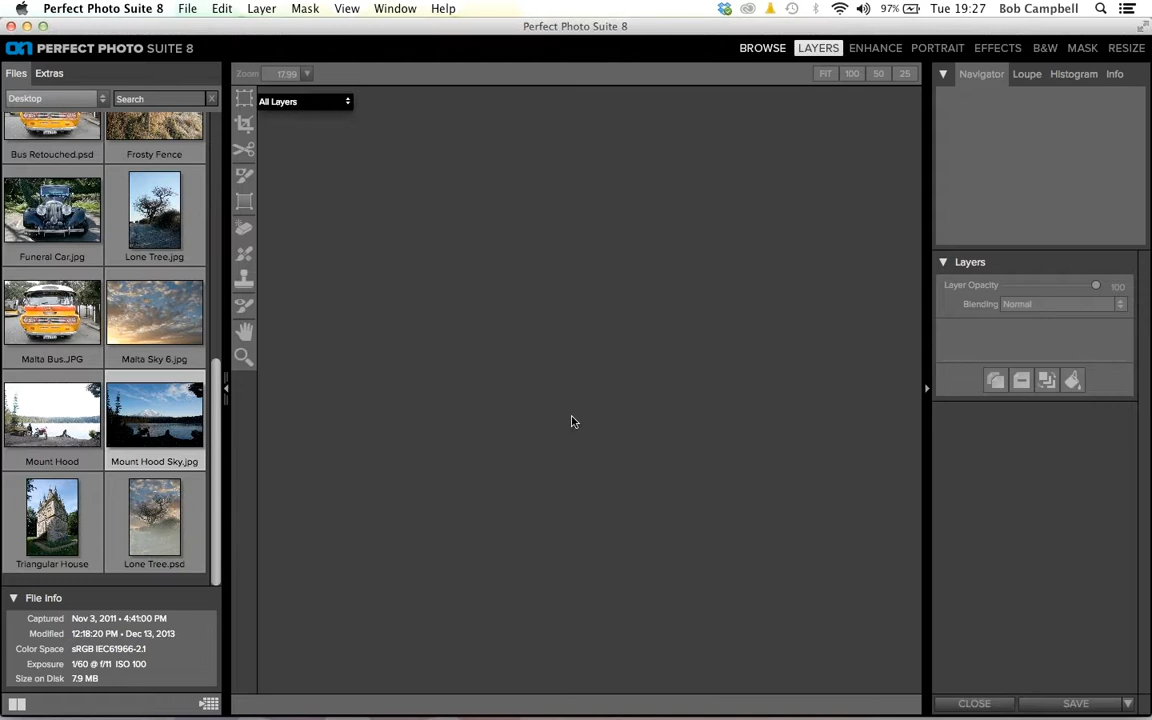 Perfect Photo Suite 8 File Edit Layer Mask View Window Help 97% Tue 19:27 Bob Campbell
Perfect Photo Suite 8
on PERFECT PHOTO SUITE 8 BROWSE LAYERS ENHANCE PORTRAIT EFFECTS B&W MASK RESIZE
Files Extras Zoom 17.99 FIT 100 50 25 Navigator Loupe Histogram Info
Desktop Search X All Layers
Bus Retouched.psd Frosty Fence
Funeral Car.jpg Lone Tree.jpg
Layers
Layer Opacity 100
Blending Normal
Malta Bus.JPG Malta Sky 6.jpg
Mount Hood Mount Hood Sky.jpg
Triangular House Lone Tree.psd
File Info
Captured Nov 3, 2011 • 4:41:00 PM
Modified 12:18:20 PM • Dec 13, 2013
Color Space sRGB IEC61966-2.1
Exposure 1/60 @ f/11 ISO 100
Size on Disk 7.9 MB
CLOSE SAVE